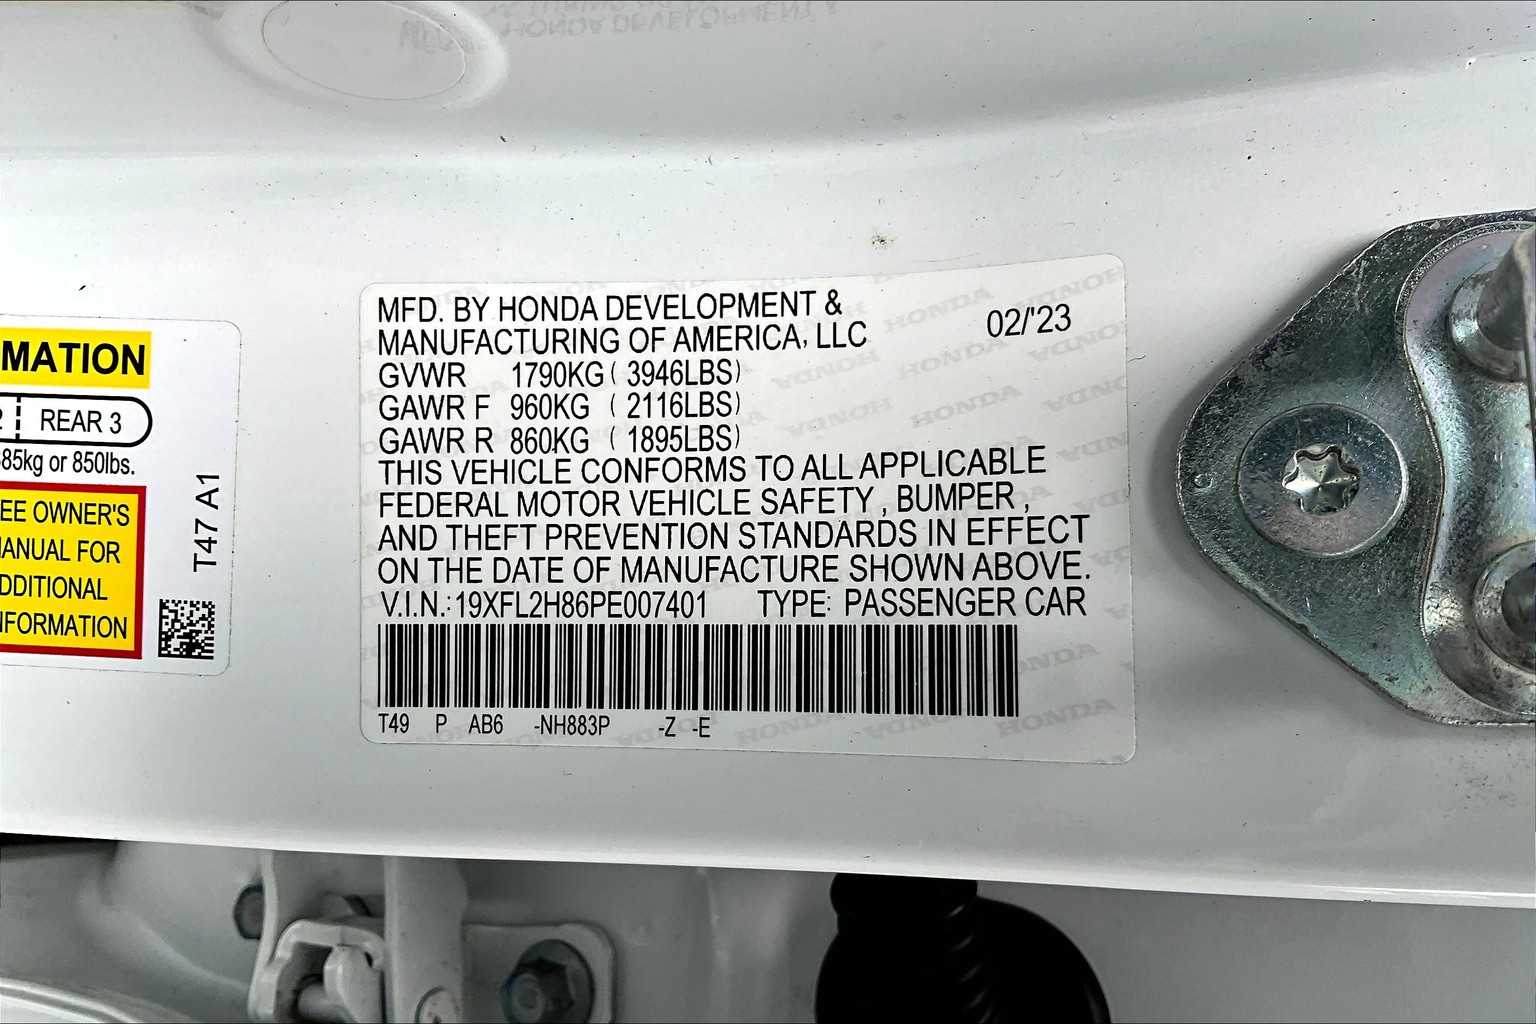 MATION
REAR 3
85kg or 850lbs.
EE OWNER'S
ANUAL FOR
DDITIONAL
NFORMATION
T47 A1
MFD. BY HONDA DEVELOPMENT &
MANUFACTURING OF AMERICA, LLC
02/'23
GVWR 1790KG ( 3946LBS)
GAWR F 960KG ( 2116LBS)
GAWR R 860KG ( 1895LBS)
THIS VEHICLE CONFORMS TO ALL APPLICABLE
FEDERAL MOTOR VEHICLE SAFETY , BUMPER ,
AND THEFT PREVENTION STANDARDS IN EFFECT
ON THE DATE OF MANUFACTURE SHOWN ABOVE.
V.I.N.: 19XFL2H86PE007401 TYPE: PASSENGER CAR
T49 P AB6 -NH883P -Z -E